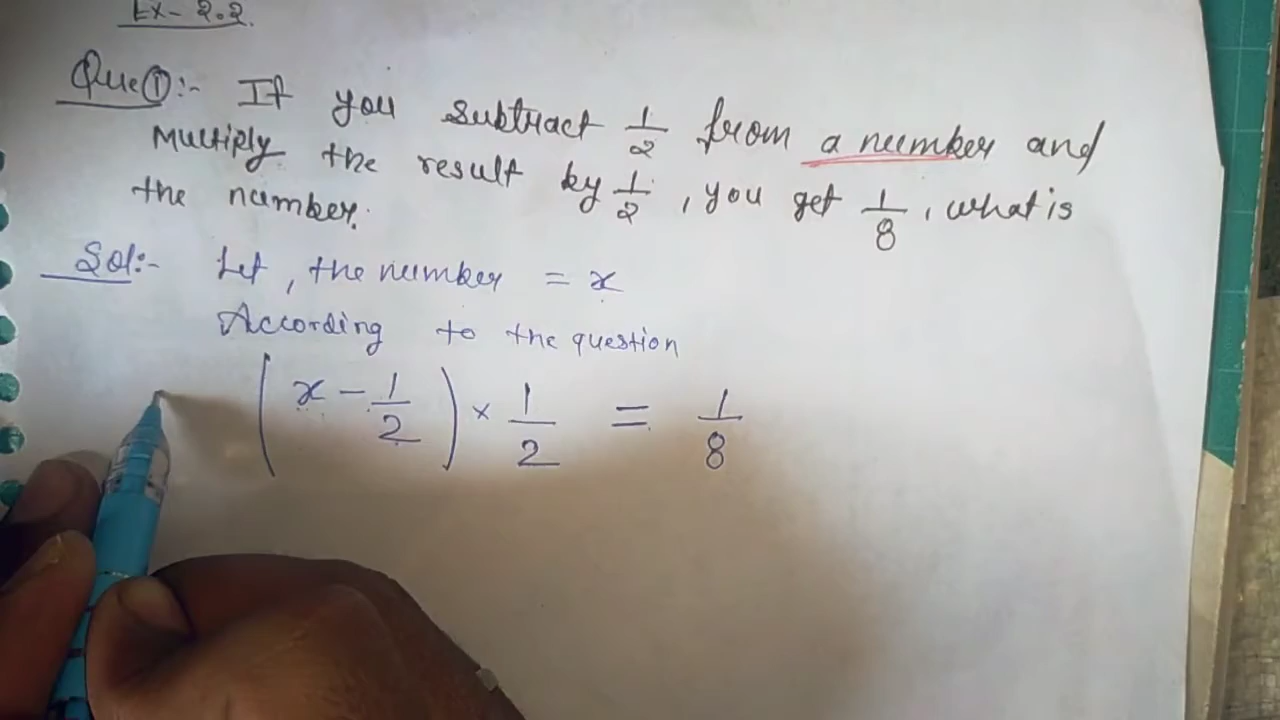 Ex- 2.2.
Que①:- If you subtract 1/2 from a number and
Multiply the result by 1/2, you get 1/8, what is
the number.
Sol:- Let, the number = x
According to the question
(x - 1/2) × 1/2 = 1/8